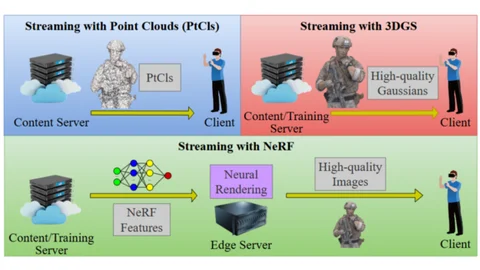 Streaming with Point Clouds (PtCls)
PtCls
Content Server
Client
Streaming with 3DGS
High-quality
Gaussians
Content/Training
Server
Client
Streaming with NeRF
Neural
Rendering
High-quality
Images
NeRF
Features
Content/Training
Server
Edge Server
Client